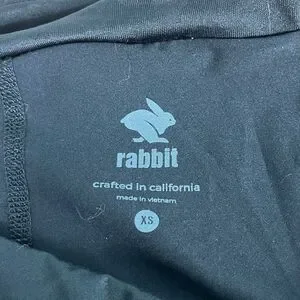 rabbit
crafted in california
made in vietnam
XS